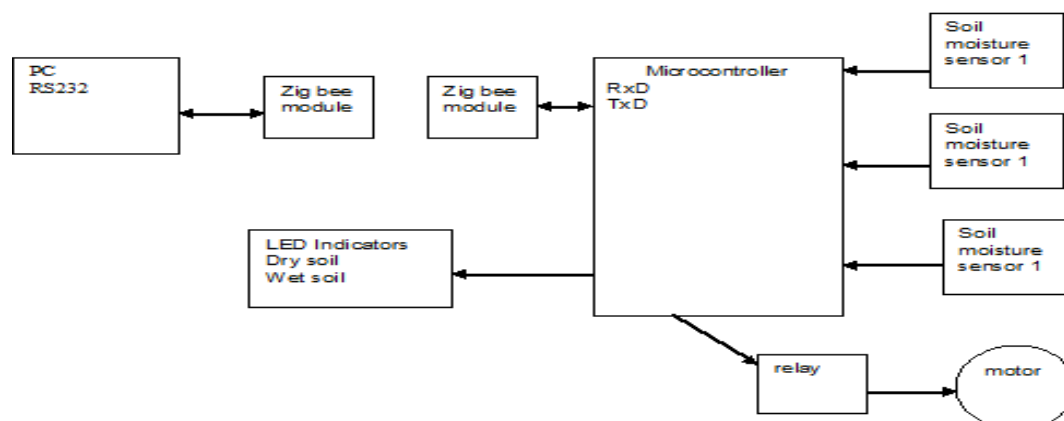 PC
RS232
Zig bee
module
Zig bee
module
Microcontroller
RxD
TxD
Soil
moisture
sensor 1
Soil
moisture
sensor 1
Soil
moisture
sensor 1
LED Indicators
Dry soil
Wet soil
relay
motor